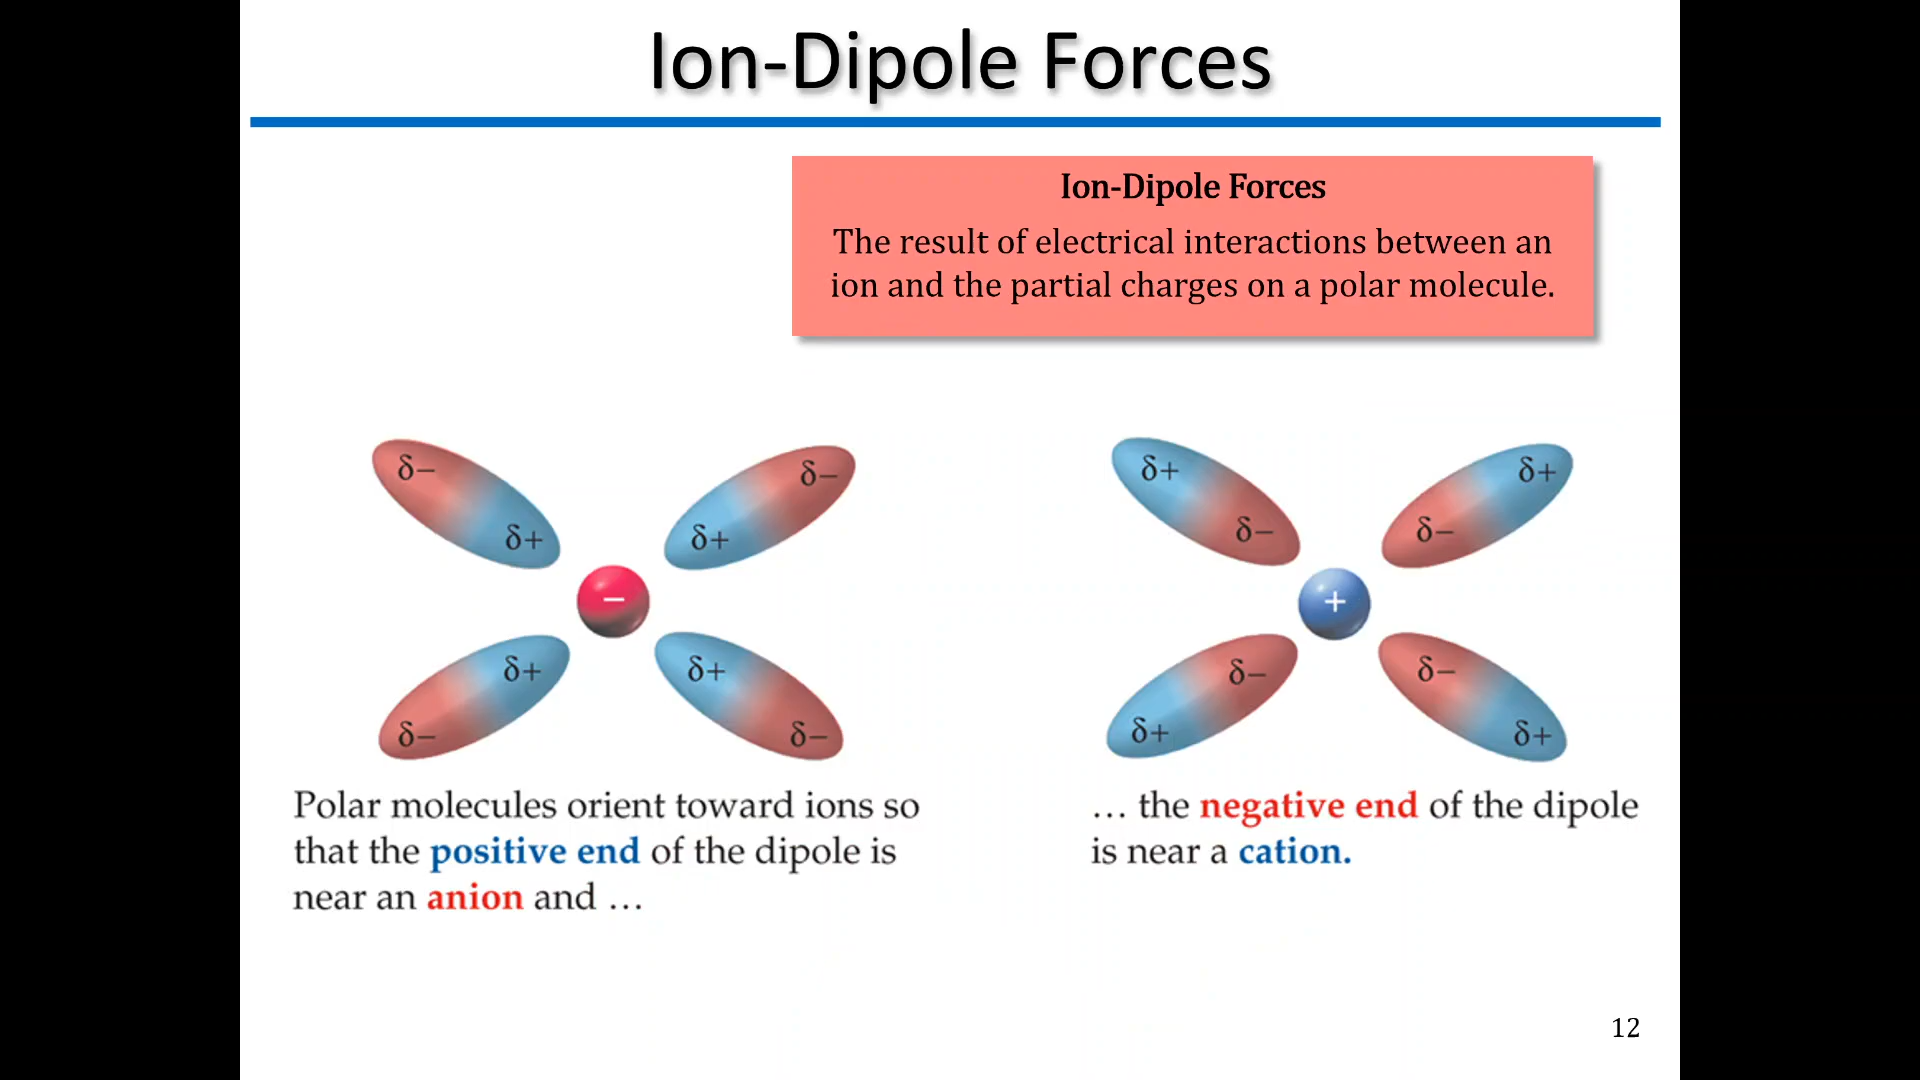 Ion-Dipole Forces
Ion-Dipole Forces
The result of electrical interactions between an
ion and the partial charges on a polar molecule.
δ−
δ−
δ+
δ+
−
δ+
δ+
δ−
δ−
δ+
δ+
δ−
δ−
+
δ−
δ−
δ+
δ+
Polar molecules orient toward ions so
that the positive end of the dipole is
near an anion and …
… the negative end of the dipole
is near a cation.
12